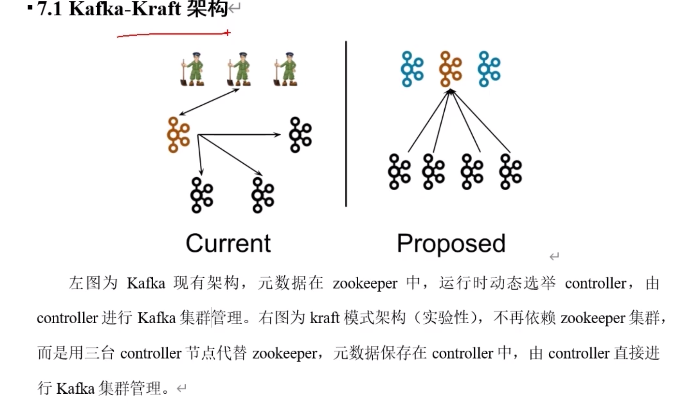 ▪7.1 Kafka-Kraft 架构
Current
Proposed
左图为 Kafka 现有架构，元数据在 zookeeper 中，运行时动态选举 controller，由
controller 进行 Kafka 集群管理。右图为 kraft 模式架构（实验性），不再依赖 zookeeper 集群，
而是用三台 controller 节点代替 zookeeper，元数据保存在 controller 中，由 controller 直接进
行 Kafka 集群管理。